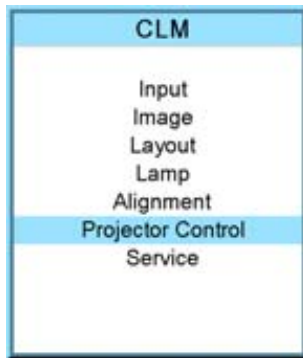 CLM
Input
Image
Layout
Lamp
Alignment
Projector Control
Service